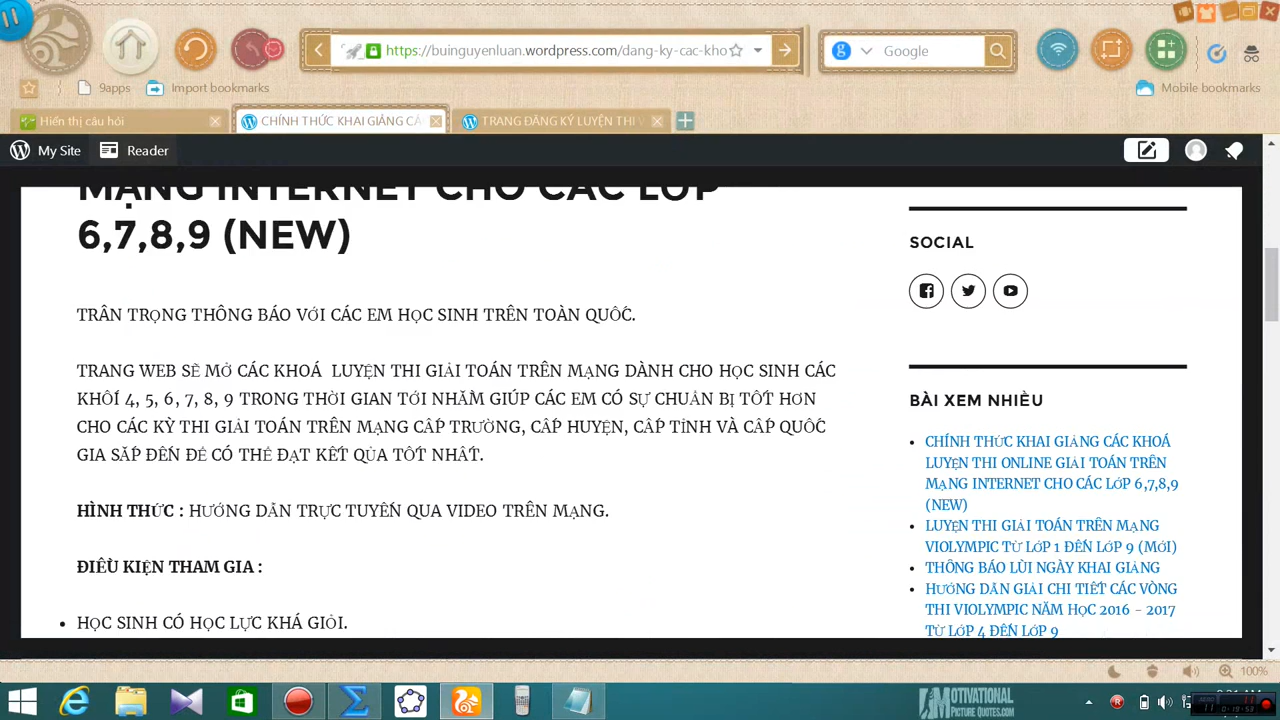 https://buinguyenluan.wordpress.com/dang-ky-cac-kho
Google
9apps
Import bookmarks
Mobile bookmarks
Hiển thị câu hỏi
CHÍNH THỨC KHAI GIẢNG CÁ
TRANG ĐĂNG KÝ LUYỆN THI V
My Site
Reader
MẠNG INTERNET CHO CÁC LỚP
6,7,8,9 (NEW)
TRÂN TRỌNG THÔNG BÁO VỚI CÁC EM HỌC SINH TRÊN TOÀN QUỐC.
TRANG WEB SẼ MỞ CÁC KHOÁ LUYỆN THI GIẢI TOÁN TRÊN MẠNG DÀNH CHO HỌC SINH CÁC
KHỐI 4, 5, 6, 7, 8, 9 TRONG THỜI GIAN TỚI NHẰM GIÚP CÁC EM CÓ SỰ CHUẨN BỊ TỐT HƠN
CHO CÁC KỲ THI GIẢI TOÁN TRÊN MẠNG CẤP TRƯỜNG, CẤP HUYỆN, CẤP TỈNH VÀ CẤP QUỐC
GIA SẮP ĐẾN ĐỂ CÓ THỂ ĐẠT KẾT QỦA TỐT NHẤT.
HÌNH THỨC : HƯỚNG DẪN TRỰC TUYẾN QUA VIDEO TRÊN MẠNG.
ĐIỀU KIỆN THAM GIA :
HỌC SINH CÓ HỌC LỰC KHÁ GIỎI.
SOCIAL
BÀI XEM NHIỀU
CHÍNH THỨC KHAI GIẢNG CÁC KHOÁ
LUYỆN THI ONLINE GIẢI TOÁN TRÊN
MẠNG INTERNET CHO CÁC LỚP 6,7,8,9
(NEW)
LUYỆN THI GIẢI TOÁN TRÊN MẠNG
VIOLYMPIC TỪ LỚP 1 ĐẾN LỚP 9 (MỚI)
THÔNG BÁO LÙI NGÀY KHAI GIẢNG
HƯỚNG DẪN GIẢI CHI TIẾT CÁC VÒNG
THI VIOLYMPIC NĂM HỌC 2016 - 2017
TỪ LỚP 4 ĐẾN LỚP 9
100%
MOTIVATIONAL
PICTURE QUOTES.COM